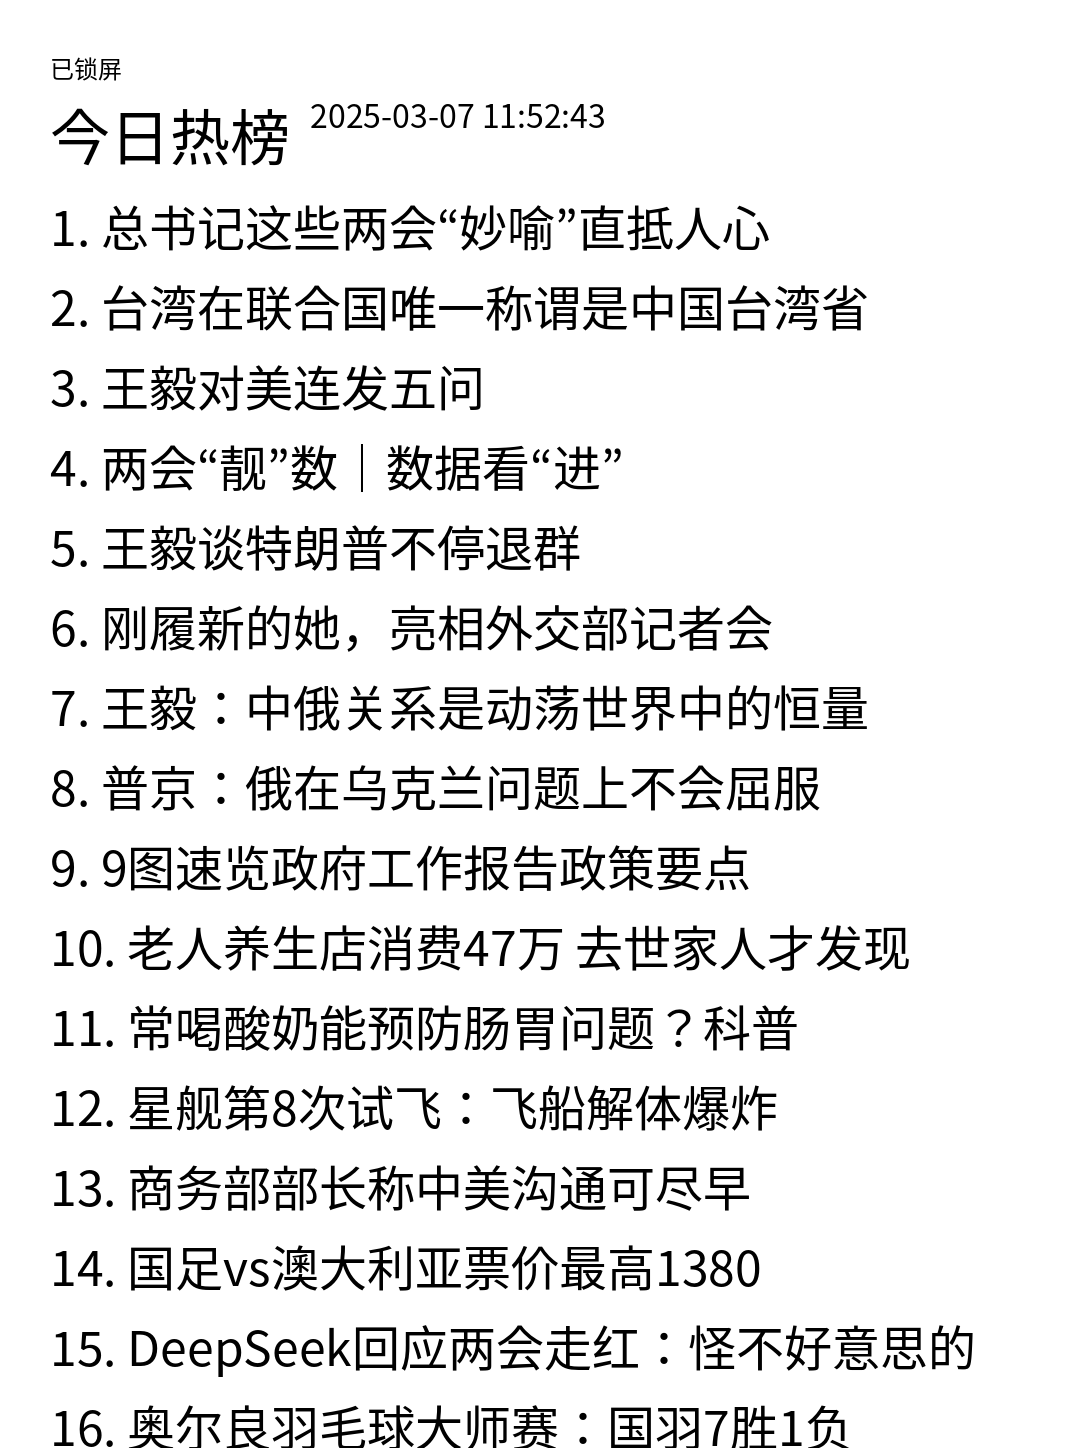 已锁屏
今日热榜 2025-03-07 11:52:43
1. 总书记这些两会“妙喻”直抵人心
2. 台湾在联合国唯一称谓是中国台湾省
3. 王毅对美连发五问
4. 两会“靓”数｜数据看“进”
5. 王毅谈特朗普不停退群
6. 刚履新的她，亮相外交部记者会
7. 王毅：中俄关系是动荡世界中的恒量
8. 普京：俄在乌克兰问题上不会屈服
9. 9图速览政府工作报告政策要点
10. 老人养生店消费47万 去世家人才发现
11. 常喝酸奶能预防肠胃问题？科普
12. 星舰第8次试飞：飞船解体爆炸
13. 商务部部长称中美沟通可尽早
14. 国足vs澳大利亚票价最高1380
15. DeepSeek回应两会走红：怪不好意思的
16. 奥尔良羽毛球大师赛：国羽7胜1负